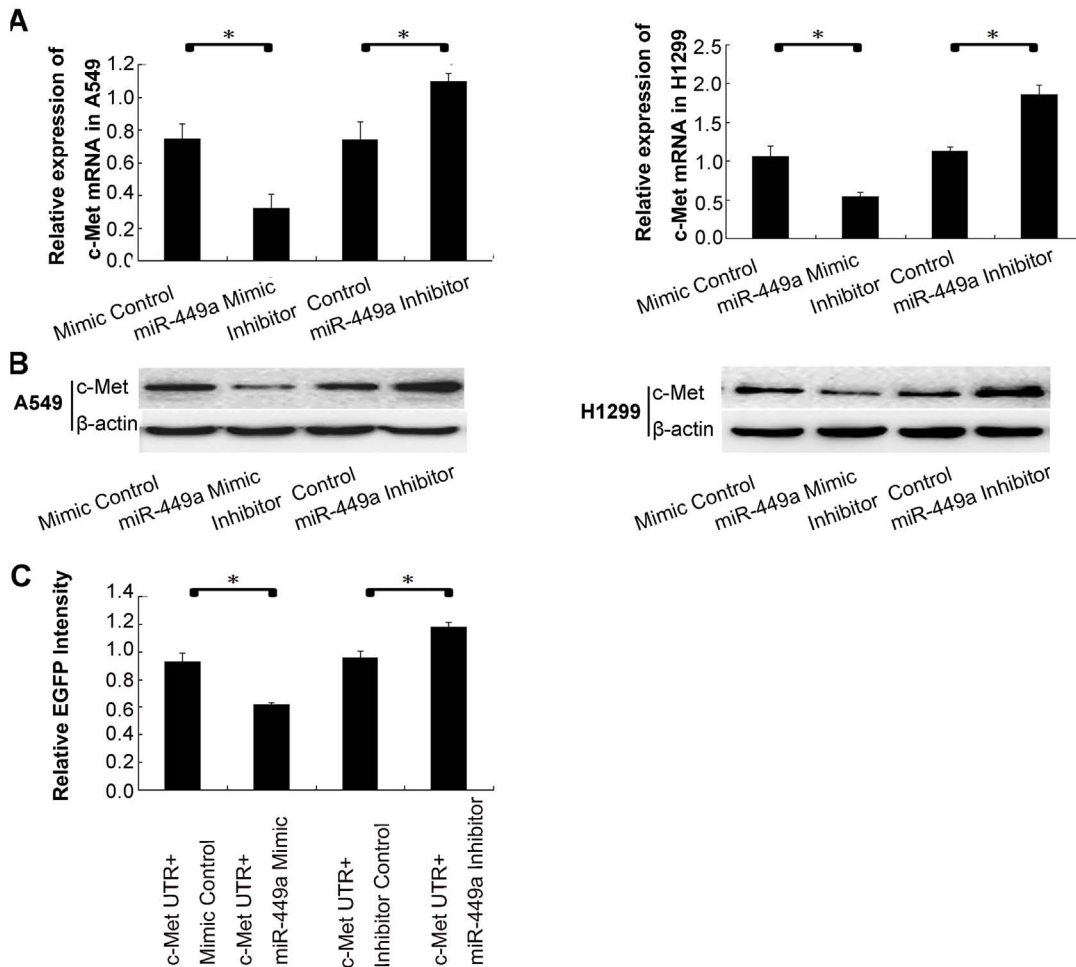 A
Relative expression of
c-Met mRNA in A549
1.2
1.0
0.8
0.6
0.4
0.2
0.0
*
*
Mimic Control
miR-449a Mimic
Inhibitor Control
miR-449a Inhibitor
Relative expression of
c-Met mRNA in H1299
2.5
2.0
1.5
1.0
0.5
0.0
*
*
Mimic Control
miR-449a Mimic
Inhibitor Control
miR-449a Inhibitor
B
A549
c-Met
β-actin
Mimic Control
miR-449a Mimic
Inhibitor Control
miR-449a Inhibitor
H1299
c-Met
β-actin
Mimic Control
miR-449a Mimic
Inhibitor Control
miR-449a Inhibitor
C
Relative EGFP Intensity
1.4
1.2
1.0
0.8
0.6
0.4
0.2
0.0
*
*
c-Met UTR+
Mimic Control
c-Met UTR+
miR-449a Mimic
c-Met UTR+
Inhibitor Control
c-Met UTR+
miR-449a Inhibitor